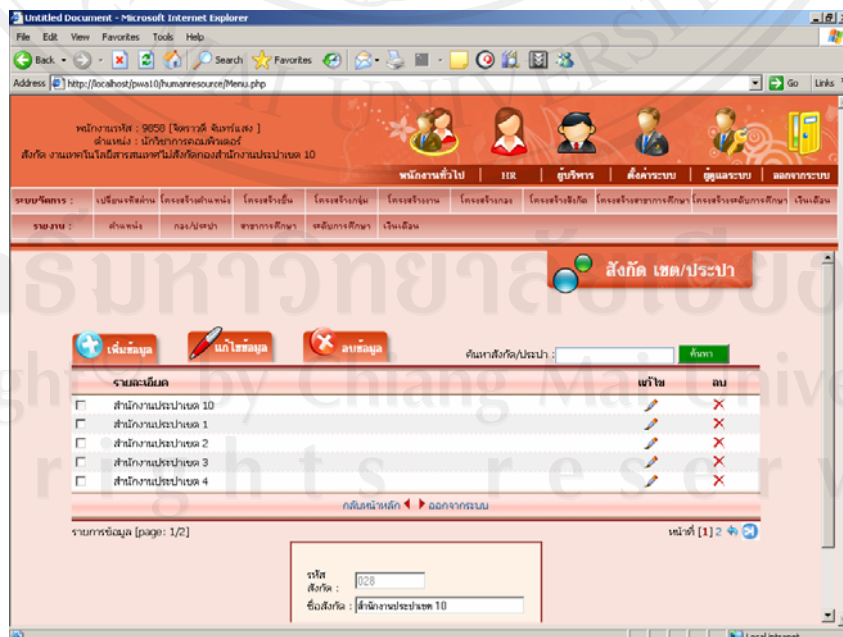 Untitled Document - Microsoft Internet Explorer
File Edit View Favorites Tools Help
Back Search Favorites
Address http://localhost/pwa10/humanresource/Menu.php Go Links
พนักงานรหัส : 9858 [จิตราวดี จันทร์แสง ]
ตำแหน่ง : นักวิชาการคอมพิวเตอร์
สังกัด งานเทคโนโลยีสารสนเทศ"ไม่สังกัดกองสำนักงานประปาเขต 10
พนักงานทั่วไป | HR | ผู้บริหาร | ตั้งค่าระบบ | ผู้ดูแลระบบ | ออกจากระบบ
ระบบจัดการ : เปลี่ยนรหัสผ่าน โครงสร้างตำแหน่ง โครงสร้างชั้น โครงสร้างกลุ่ม โครงสร้างงาน โครงสร้างกอง โครงสร้างสังกัด โครงสร้างสาขาการศึกษา โครงสร้างระดับการศึกษา เงินเดือน
รายงาน : ตำแหน่ง กอง/ประปา สาขาการศึกษา ระดับการศึกษา เงินเดือน
สังกัด เขต/ประปา
เพิ่มข้อมูล แก้ไขข้อมูล ลบข้อมูล ค้นหาสังกัด/ประปา : ค้นหา
รายละเอียด แก้ไข ลบ
สำนักงานประปาเขต 10
สำนักงานประปาเขต 1
สำนักงานประปาเขต 2
สำนักงานประปาเขต 3
สำนักงานประปาเขต 4
กลับหน้าหลัก ออกจากระบบ
รายการข้อมูล [page: 1/2] หน้าที่ [1] 2
รหัส
สังกัด : 028
ชื่อสังกัด : สำนักงานประปาเขต 10
Local intranet
by Chiang Mai Univ
rights reserv